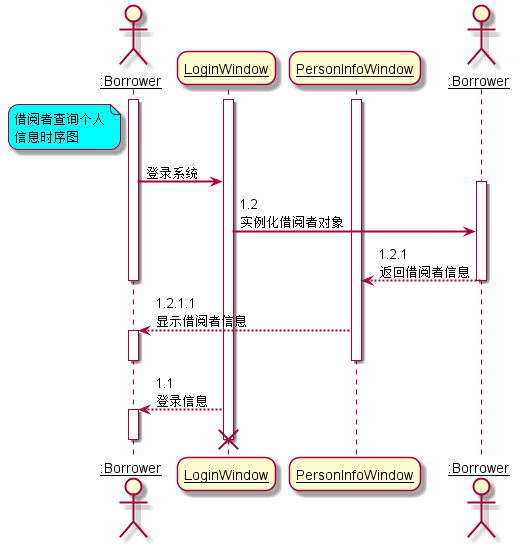 :Borrower
LoginWindow
PersonInfoWindow
:Borrower
借阅者查询个人
信息时序图
登录系统
1.2
实例化借阅者对象
1.2.1
返回借阅者信息
1.2.1.1
显示借阅者信息
1.1
登录信息
:Borrower
LoginWindow
PersonInfoWindow
:Borrower